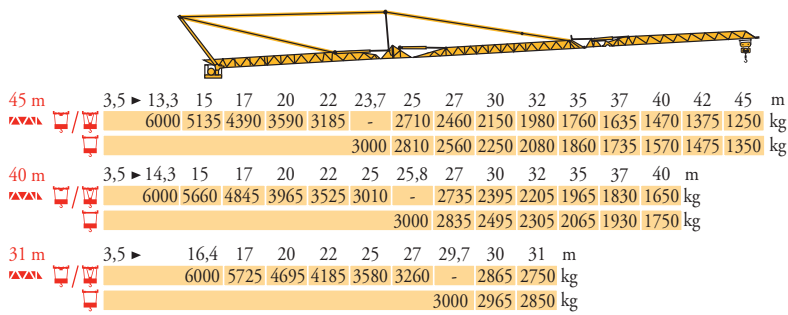 45 m 3,5 ► 13,3 15 17 20 22 23,7 25 27 30 32 35 37 40 42 45 m
/ 6000 5135 4390 3590 3185 - 2710 2460 2150 1980 1760 1635 1470 1375 1250 kg
3000 2810 2560 2250 2080 1860 1735 1570 1475 1350 kg
40 m 3,5 ► 14,3 15 17 20 22 25 25,8 27 30 32 35 37 40 m
/ 6000 5660 4845 3965 3525 3010 - 2735 2395 2205 1965 1830 1650 kg
3000 2835 2495 2305 2065 1930 1750 kg
31 m 3,5 ► 16,4 17 20 22 25 27 29,7 30 31 m
/ 6000 5725 4695 4185 3580 3260 - 2865 2750 kg
3000 2965 2850 kg